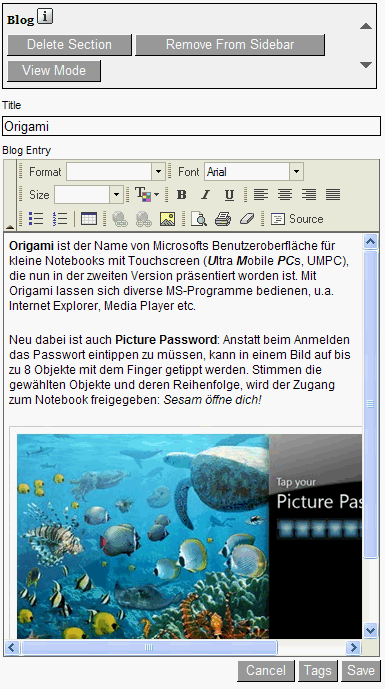 Blog i
Delete Section Remove From Sidebar
View Mode
Title
Origami
Blog Entry
Format Font Arial
Size B I U
Source
Origami ist der Name von Microsofts Benutzeroberfläche für
kleine Notebooks mit Touchscreen (Ultra Mobile PCs, UMPC),
die nun in der zweiten Version präsentiert worden ist. Mit
Origami lassen sich diverse MS-Programme bedienen, u.a.
Internet Explorer, Media Player etc.
Neu dabei ist auch Picture Password: Anstatt beim Anmelden
das Passwort eintippen zu müssen, kann in einem Bild auf bis
zu 8 Objekte mit dem Finger getippt werden. Stimmen die
gewählten Objekte und deren Reihenfolge, wird der Zugang
zum Notebook freigegeben: Sesam öffne dich!
Tap your
Picture Pas
Cancel Tags Save